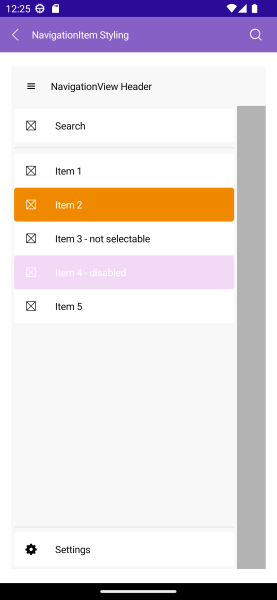 12:25
NavigationItem Styling
NavigationView Header
Search
Item 1
Item 2
Item 3 - not selectable
Item 4 - disabled
Item 5
Settings